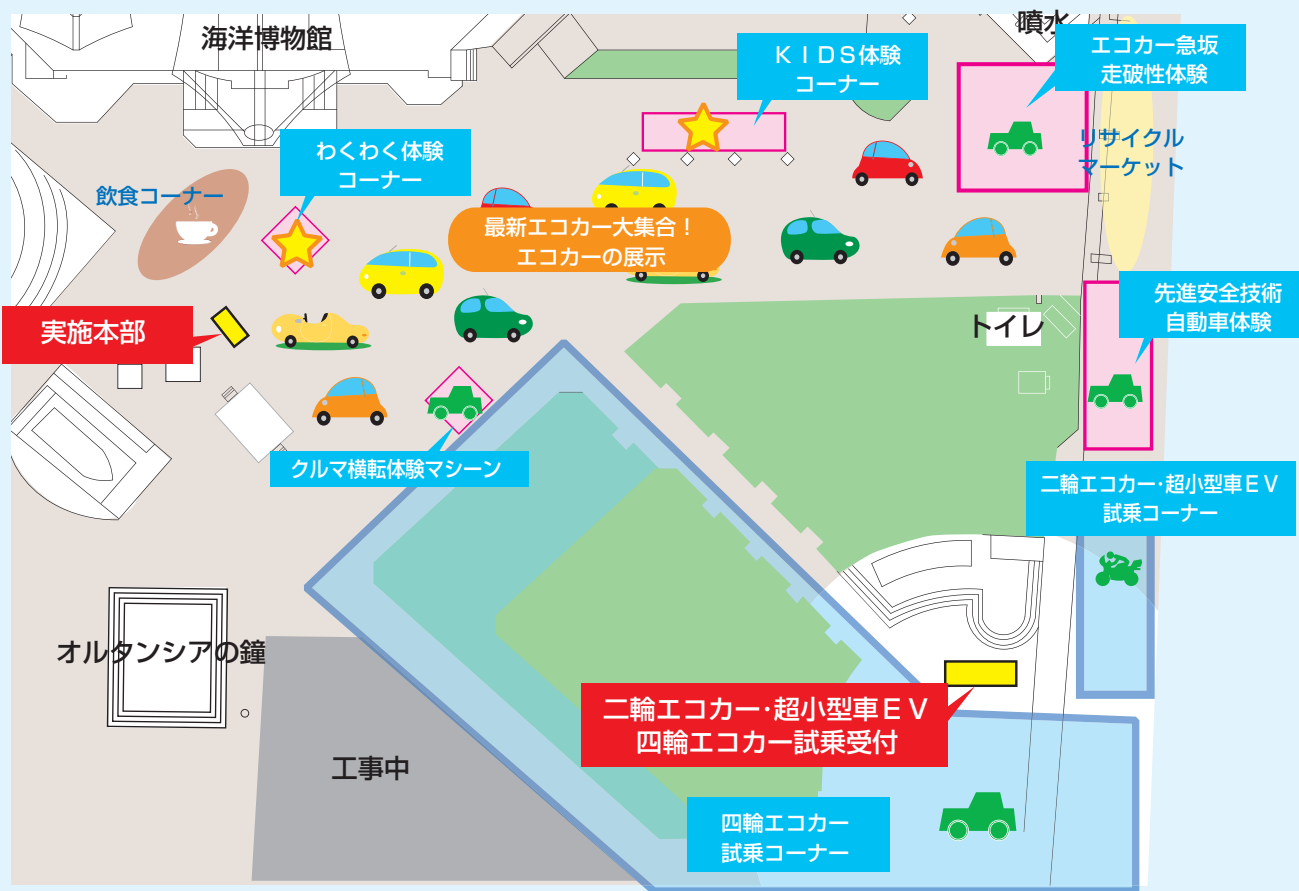 海洋博物館
噴水
ＫＩＤＳ体験
コーナー
エコカー急坂
走破性体験
わくわく体験
コーナー
リサイクル
マーケット
飲食コーナー
最新エコカー大集合！
エコカーの展示
実施本部
トイレ
先進安全技術
自動車体験
クルマ横転体験マシーン
二輪エコカー・超小型車ＥＶ
試乗コーナー
オルタンシアの鐘
二輪エコカー・超小型車ＥＶ
四輪エコカー試乗受付
工事中
四輪エコカー
試乗コーナー